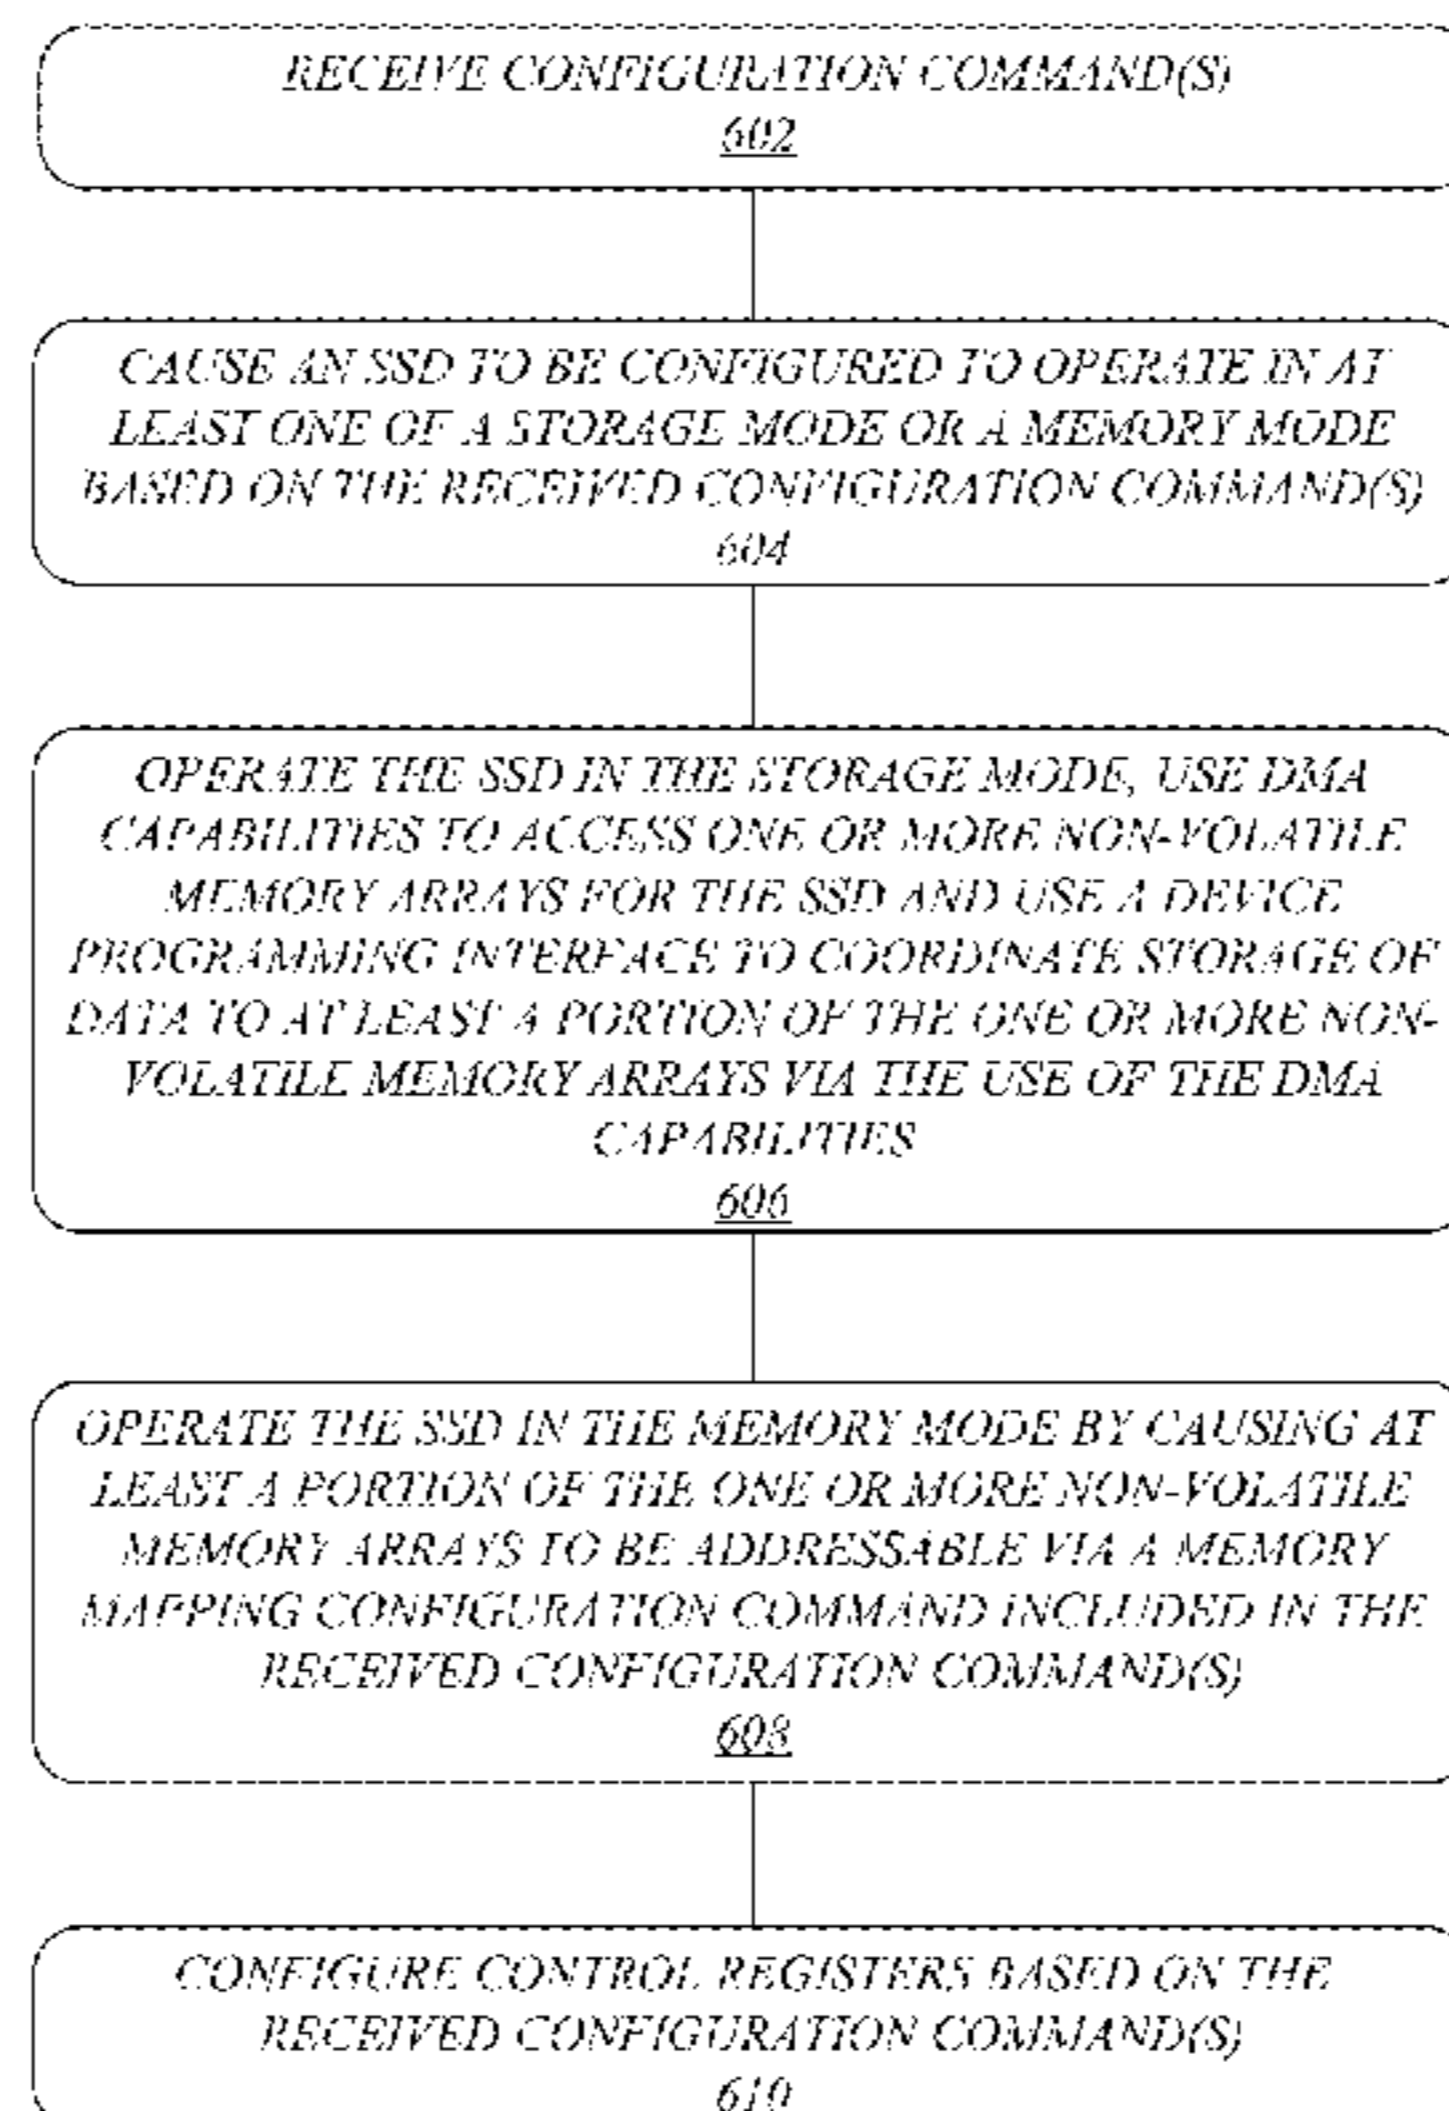 RECEIVE CONFIGURATION COMMAND(S)
602
CAUSE AN SSD TO BE CONFIGURED TO OPERATE IN AT
LEAST ONE OF A STORAGE MODE OR A MEMORY MODE
BASED ON THE RECEIVED CONFIGURATION COMMAND(S)
604
OPERATE THE SSD IN THE STORAGE MODE, USE DMA
CAPABILITIES TO ACCESS ONE OR MORE NON-VOLATILE
MEMORY ARRAYS FOR THE SSD AND USE A DEVICE
PROGRAMMING INTERFACE TO COORDINATE STORAGE OF
DATA TO AT LEAST A PORTION OF THE ONE OR MORE NON-
VOLATILE MEMORY ARRAYS VIA THE USE OF THE DMA
CAPABILITIES
606
OPERATE THE SSD IN THE MEMORY MODE BY CAUSING AT
LEAST A PORTION OF THE ONE OR MORE NON-VOLATILE
MEMORY ARRAYS TO BE ADDRESSABLE VIA A MEMORY
MAPPING CONFIGURATION COMMAND INCLUDED IN THE
RECEIVED CONFIGURATION COMMAND(S)
608
CONFIGURE CONTROL REGISTERS BASED ON THE
RECEIVED CONFIGURATION COMMAND(S)
610